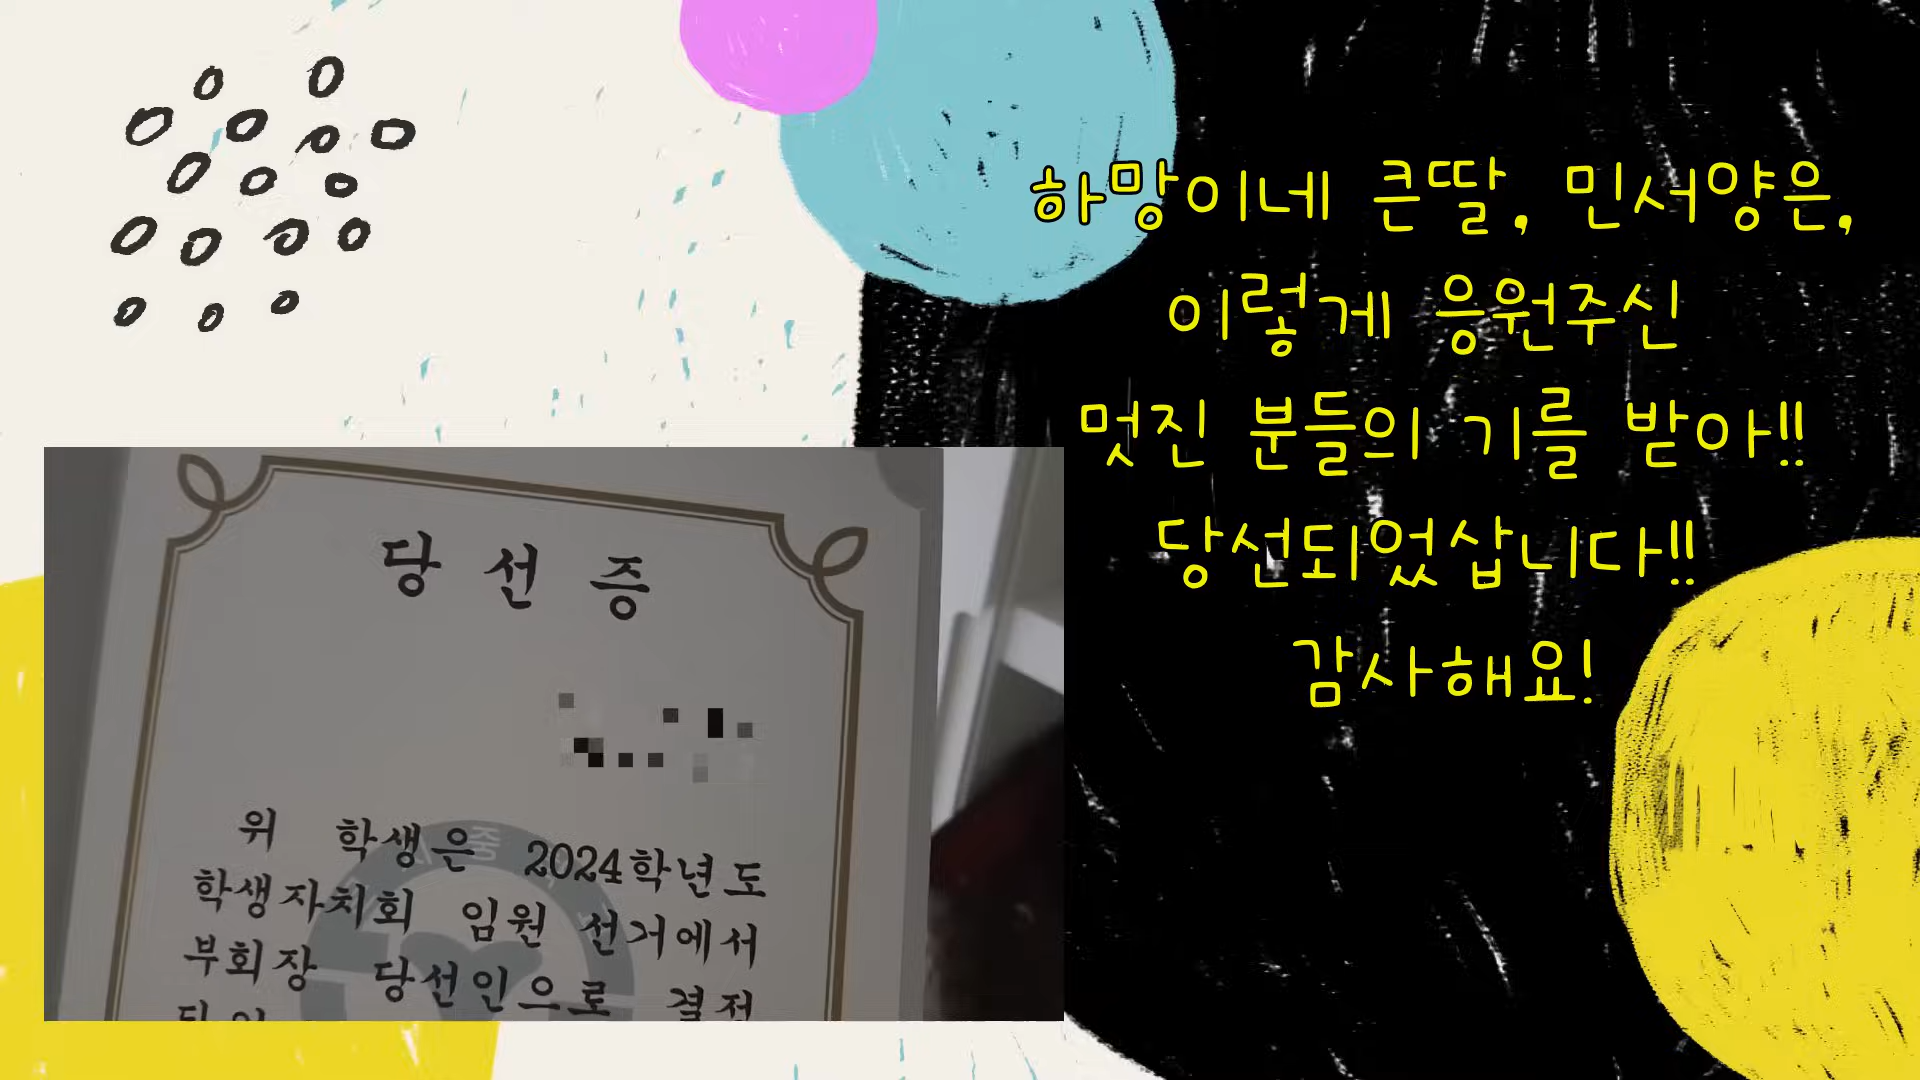 하망이네 큰딸, 민서양은,
이렇게 응원주신
멋진 분들의 기를 받아!!
당선되었삽니다!!
감사해요!
당 선 증
위 학생은 2024학년도
학생자치회 임원 선거에서
부회장 당선인으로 결정